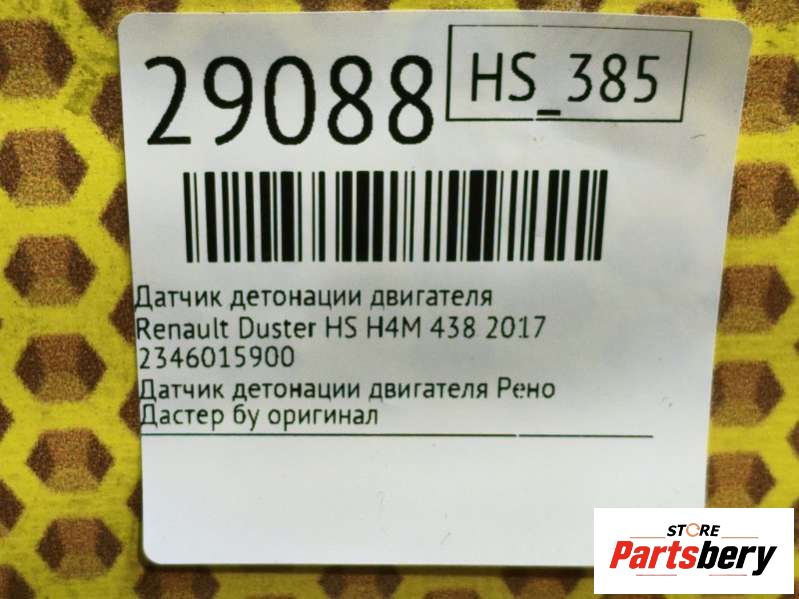 29088
HS_385
Датчик детонации двигателя
Renault Duster HS H4M 438 2017
2346015900
Датчик детонации двигателя Рено
Дастер бу оригинал
STORE
Partsbery